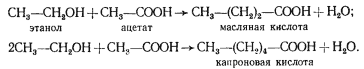 CH₃—CH₂OH + CH₃—COOH → CH₃—(CH₂)₂—COOH + H₂O;
этанол ацетат масляная кислота
2CH₃—CH₂OH + CH₃—COOH → CH₃—(CH₂)₄—COOH + H₂O.
капроновая кислота